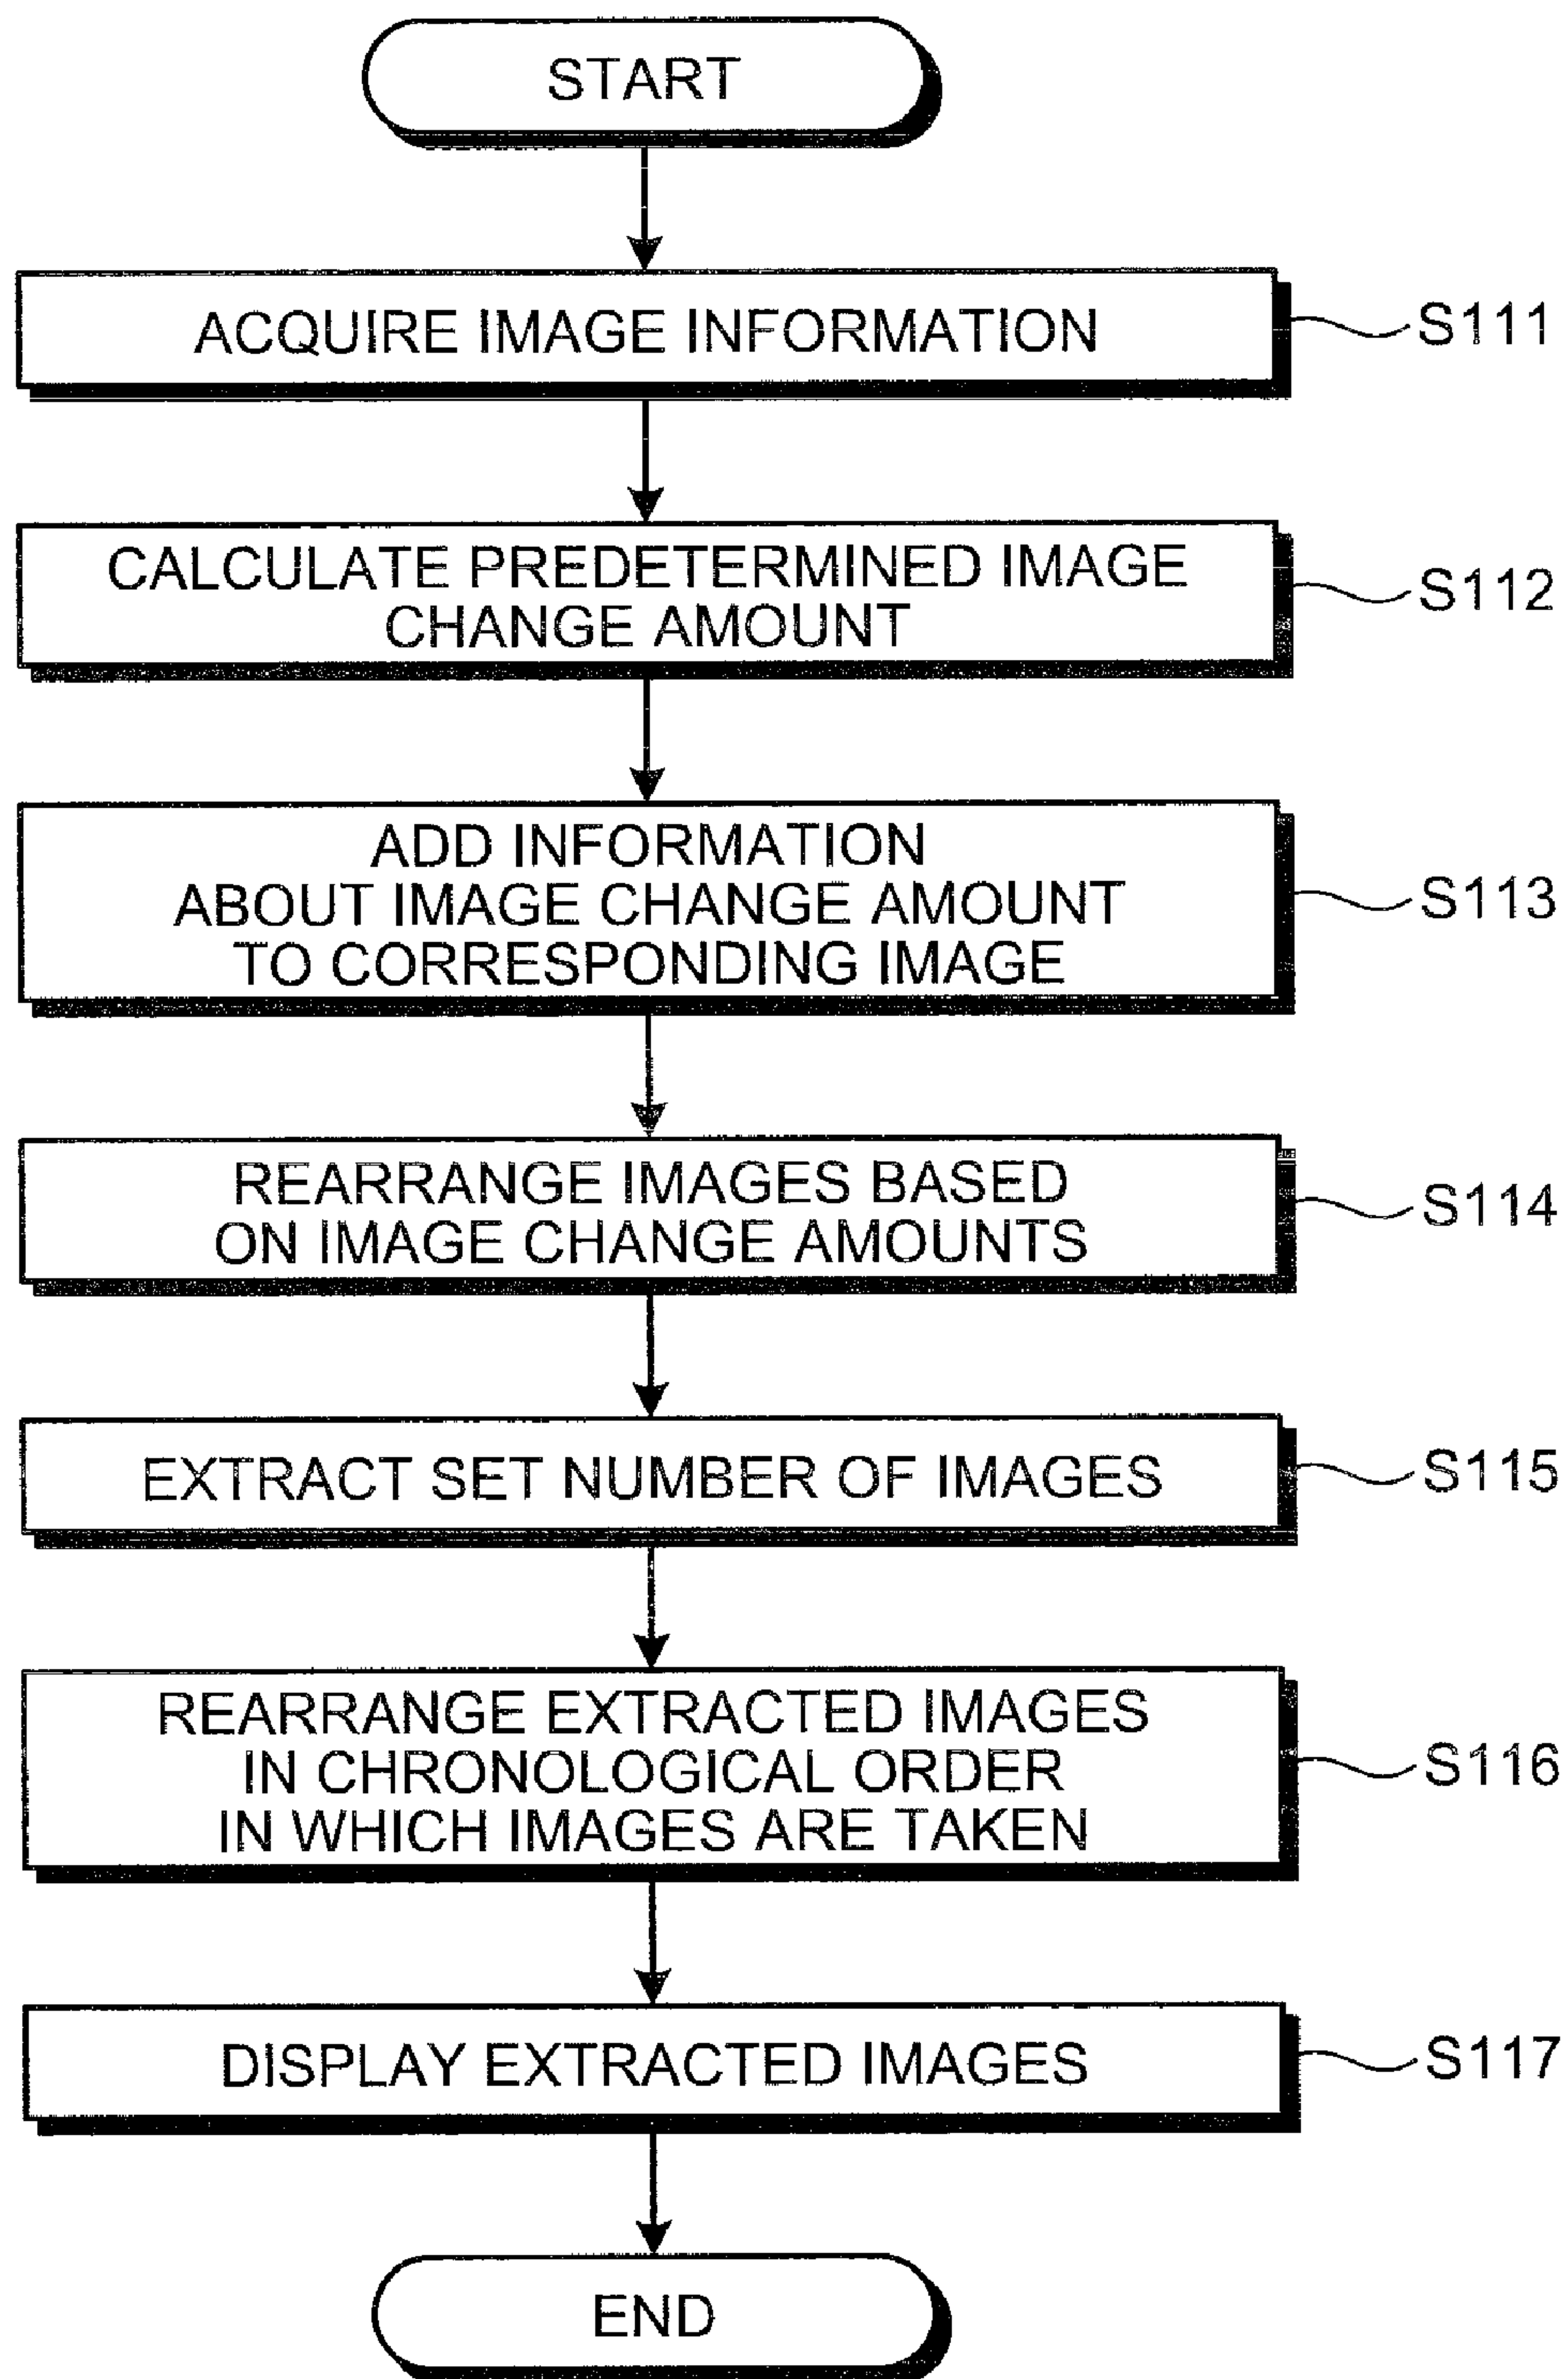 START
ACQUIRE IMAGE INFORMATION
S111
CALCULATE PREDETERMINED IMAGE
CHANGE AMOUNT
S112
ADD INFORMATION
ABOUT IMAGE CHANGE AMOUNT
TO CORRESPONDING IMAGE
S113
REARRANGE IMAGES BASED
ON IMAGE CHANGE AMOUNTS
S114
EXTRACT SET NUMBER OF IMAGES
S115
REARRANGE EXTRACTED IMAGES
IN CHRONOLOGICAL ORDER
IN WHICH IMAGES ARE TAKEN
S116
DISPLAY EXTRACTED IMAGES
S117
END